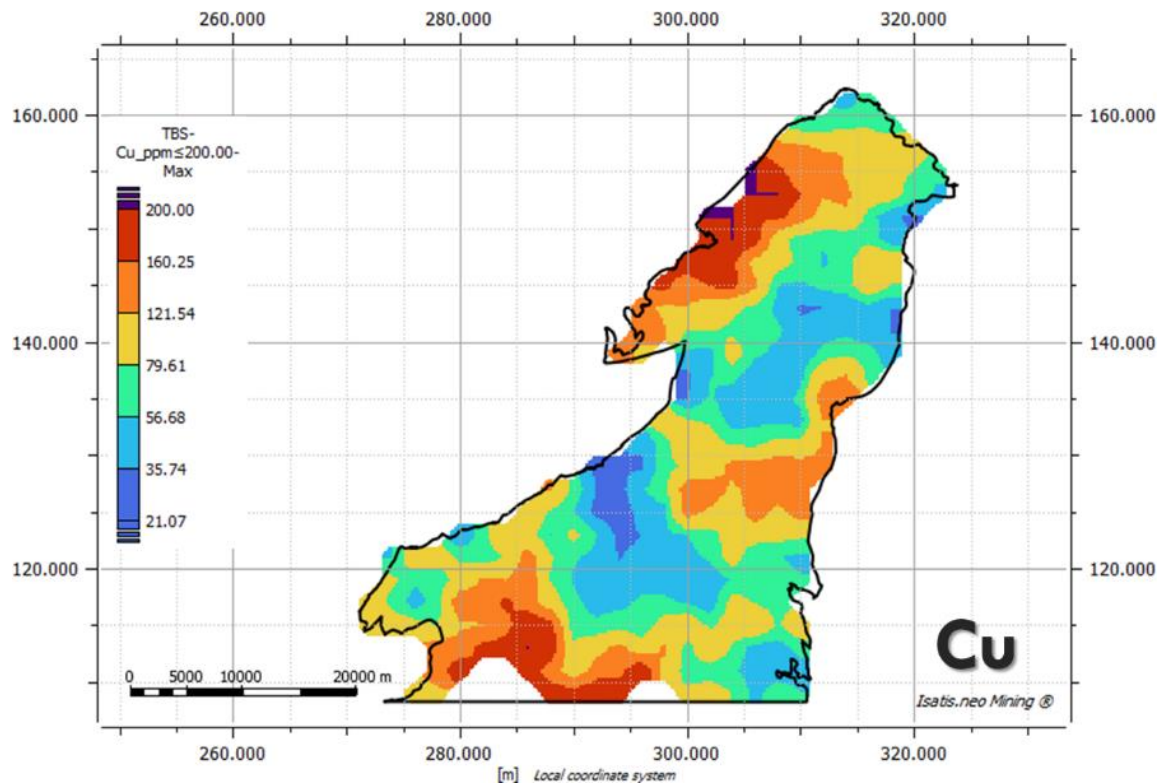 260.000 280.000 300.000 320.000
160.000 160.000
TBS-
Cu_ppm≤200.00-
Max
200.00
160.25
121.54
79.61
56.68
35.74
21.07
140.000 140.000
120.000 120.000
0 5000 10000 20000 m
Cu
Isatis.neo Mining ®
260.000 280.000 300.000 320.000
[m] Local coordinate system